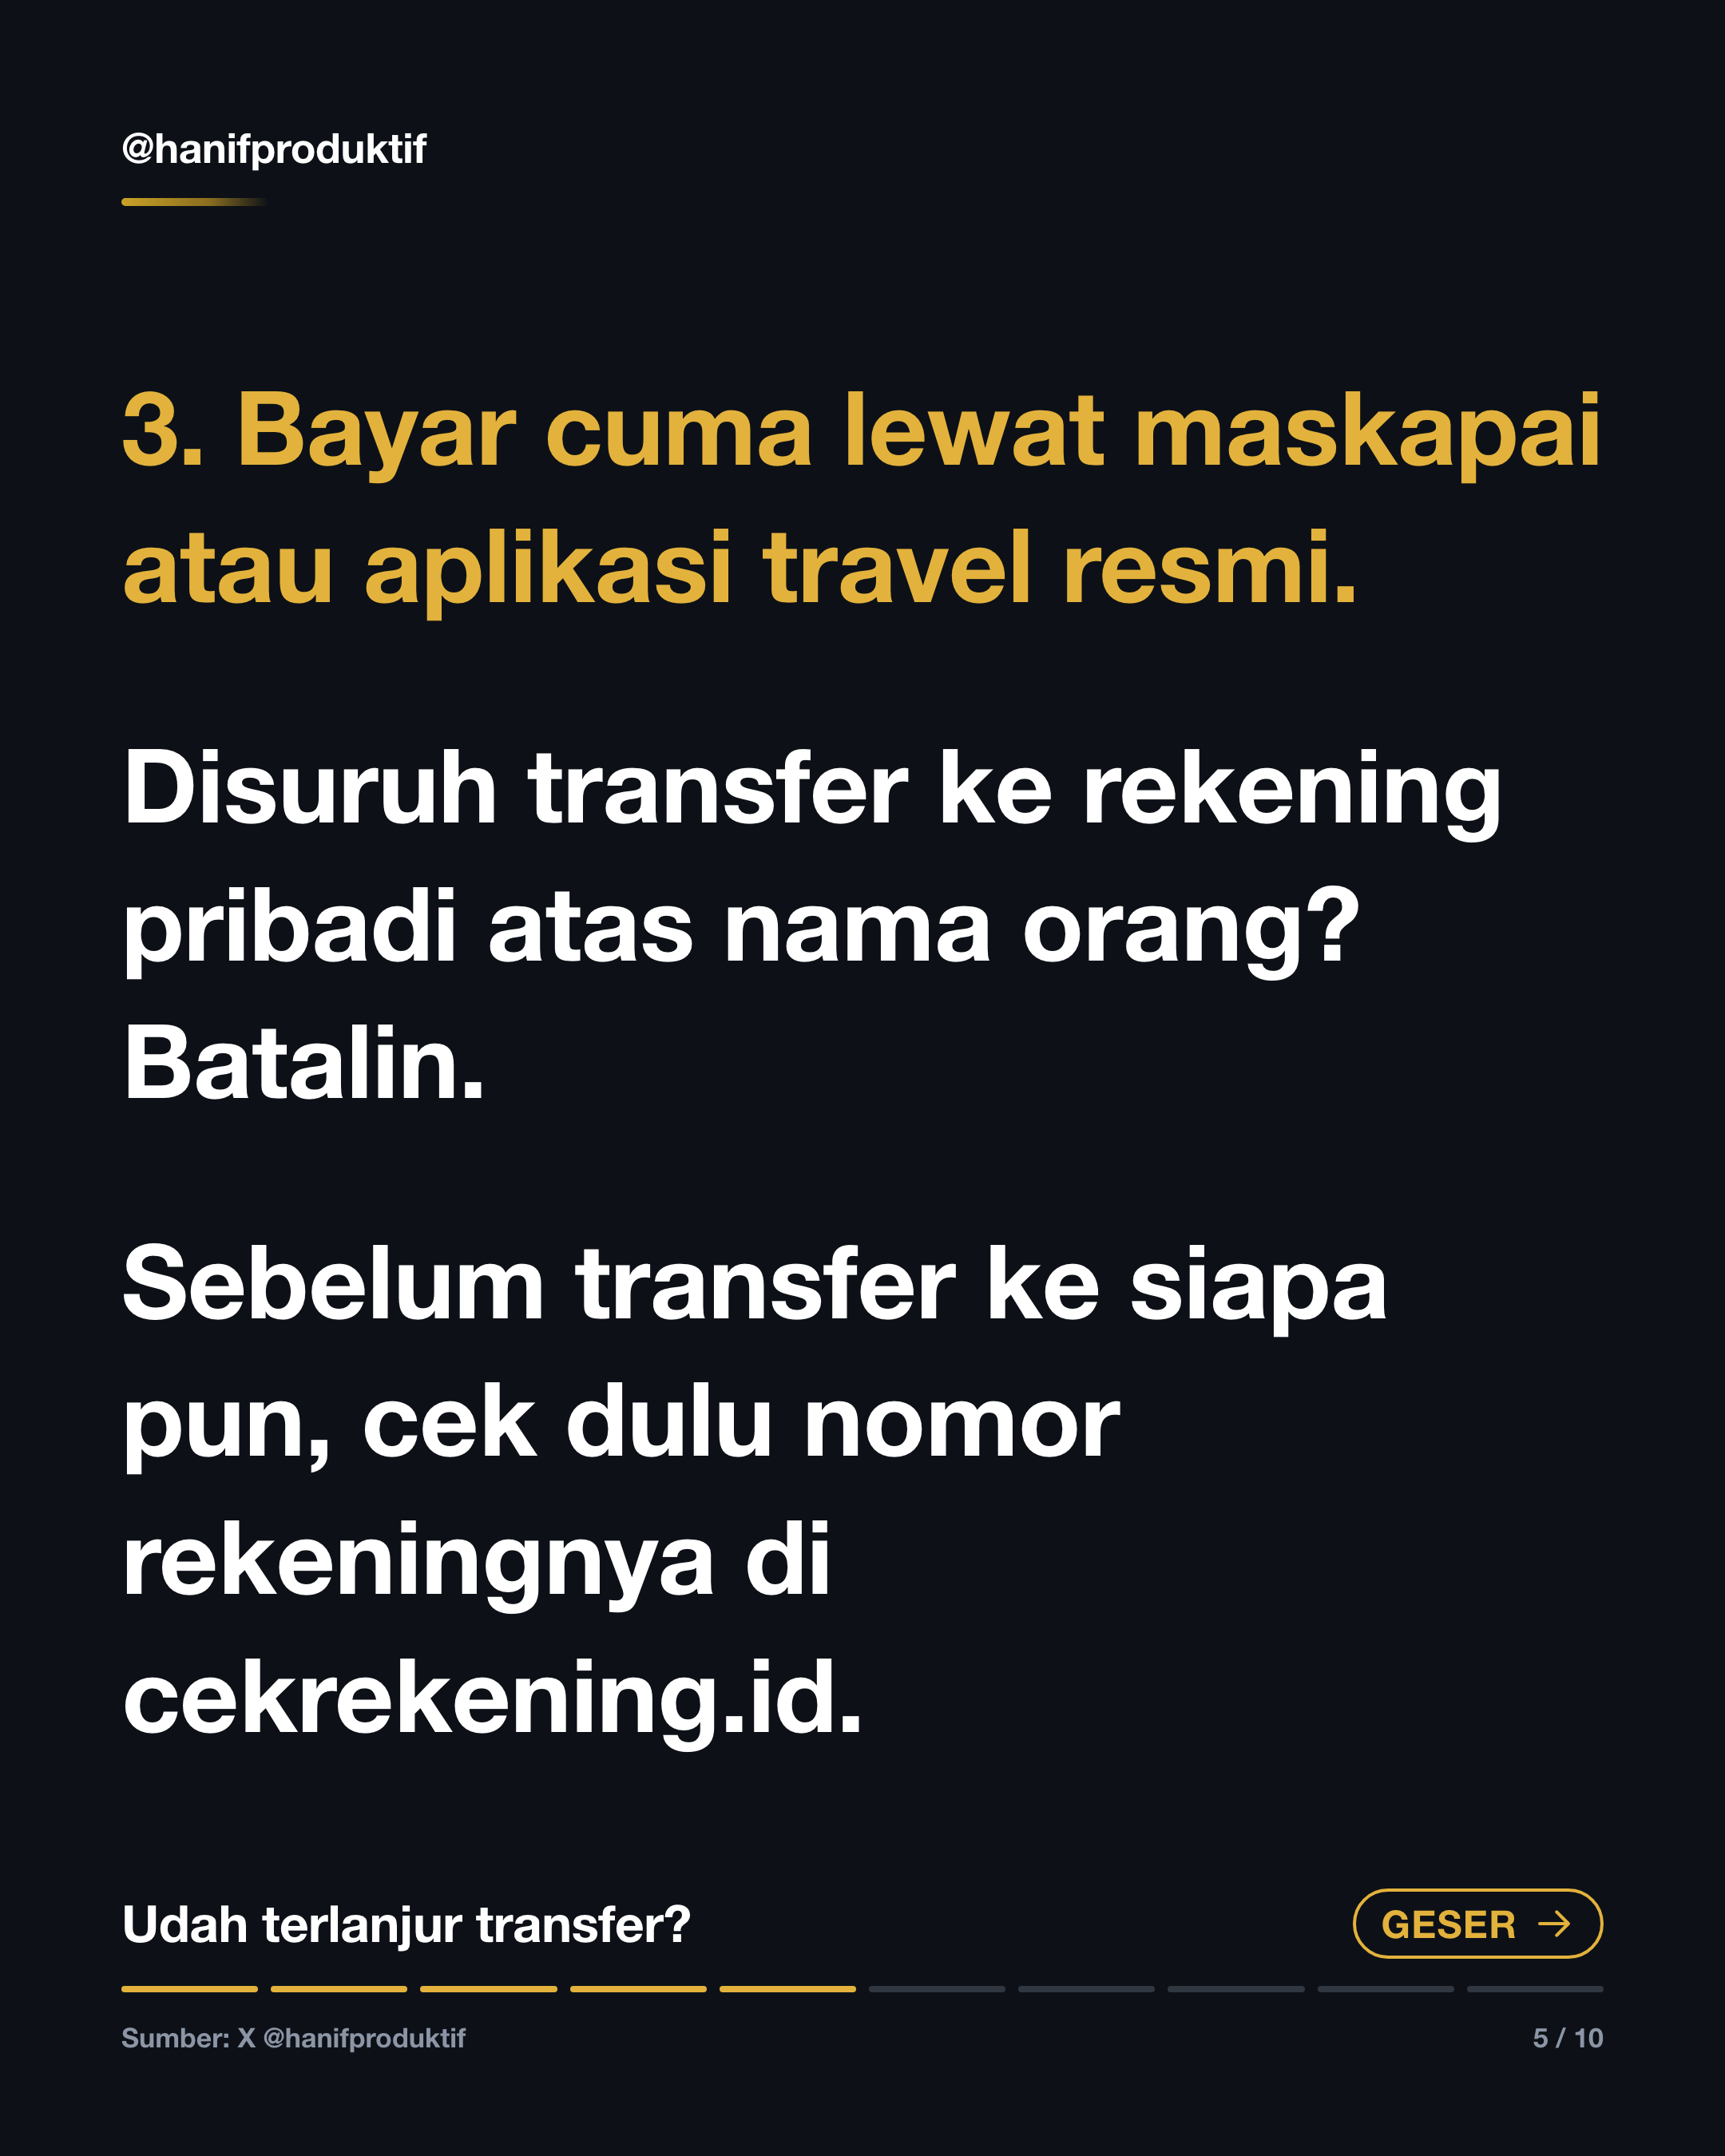 @hanifproduktif
3. Bayar cuma lewat maskapai
atau aplikasi travel resmi.
Disuruh transfer ke rekening
pribadi atas nama orang?
Batalin.
Sebelum transfer ke siapa
pun, cek dulu nomor
rekeningnya di
cekrekening.id.
Udah terlanjur transfer?
GESER →
Sumber: X @hanifproduktif
5 / 10